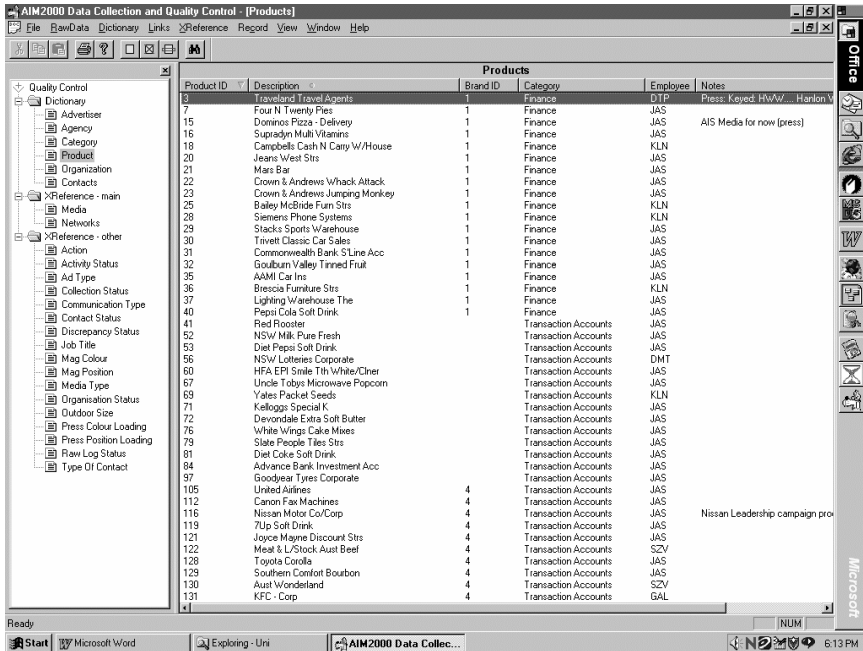 AIM2000 Data Collection and Quality Control - [Products]
File RawData Dictionary Links XReference Record View Window Help
Office
Products
Product ID Description Brand ID Category Employee Notes
Quality Control
Dictionary
Advertiser
Agency
Category
Product
Organization
Contacts
XReference - main
Media
Networks
XReference - other
Action
Activity Status
Ad Type
Collection Status
Communication Type
Contact Status
Discrepancy Status
Job Title
Mag Colour
Mag Position
Media Type
Organisation Status
Outdoor Size
Press Colour Loading
Press Position Loading
Raw Log Status
Type Of Contact
3 Traveland Travel Agents 1 Finance DTP Press: Keyed: HWW.... Hanlon
7 Four N Twenty Pies 1 Finance JAS
15 Dominos Pizza - Delivery 1 Finance JAS AIS Media for now (press)
16 Supradyn Multi Vitamins 1 Finance JAS
18 Campbells Cash N Carry W/House 1 Finance KLN
20 Jeans West Strs 1 Finance JAS
21 Mars Bar 1 Finance JAS
22 Crown & Andrews Whack Attack 1 Finance JAS
23 Crown & Andrews Jumping Monkey 1 Finance JAS
25 Bailey McBride Furn Strs 1 Finance KLN
28 Siemens Phone Systems 1 Finance KLN
29 Stacks Sports Warehouse 1 Finance JAS
30 Trivett Classic Car Sales 1 Finance JAS
31 Commonwealth Bank S'Line Acc 1 Finance JAS
32 Goulburn Valley Tinned Fruit 1 Finance JAS
35 AAMI Car Ins 1 Finance JAS
36 Brescia Furniture Strs 1 Finance KLN
37 Lighting Warehouse The 1 Finance JAS
40 Pepsi Cola Soft Drink 1 Finance JAS
41 Red Rooster Transaction Accounts JAS
52 NSW Milk Pure Fresh Transaction Accounts JAS
53 Diet Pepsi Soft Drink Transaction Accounts JAS
56 NSW Lotteries Corporate Transaction Accounts DMT
60 HFA EPI Smile Tth White/Clner Transaction Accounts JAS
67 Uncle Tobys Microwave Popcorn Transaction Accounts JAS
69 Yates Packet Seeds Transaction Accounts KLN
71 Kelloggs Special K Transaction Accounts JAS
72 Devondale Extra Soft Butter Transaction Accounts JAS
76 White Wings Cake Mixes Transaction Accounts JAS
79 Slate People Tiles Strs Transaction Accounts JAS
81 Diet Coke Soft Drink Transaction Accounts JAS
84 Advance Bank Investment Acc Transaction Accounts JAS
97 Goodyear Tyres Corporate Transaction Accounts JAS
105 United Airlines 4 Transaction Accounts JAS
112 Canon Fax Machines 4 Transaction Accounts JAS
116 Nissan Motor Co/Corp 4 Transaction Accounts JAS Nissan Leadership campaign
119 7Up Soft Drink 4 Transaction Accounts JAS
121 Joyce Mayne Discount Strs 4 Transaction Accounts JAS
122 Meat & L/Stock Aust Beef 4 Transaction Accounts SZV
128 Toyota Corolla 4 Transaction Accounts JAS
129 Southern Comfort Bourbon 4 Transaction Accounts JAS
130 Aust Wonderland 4 Transaction Accounts SZV
131 KFC - Corp 4 Transaction Accounts GAL
Microsoft
Ready NUM
Start Microsoft Word Exploring - Uni AIM2000 Data Collec... 6:13 PM